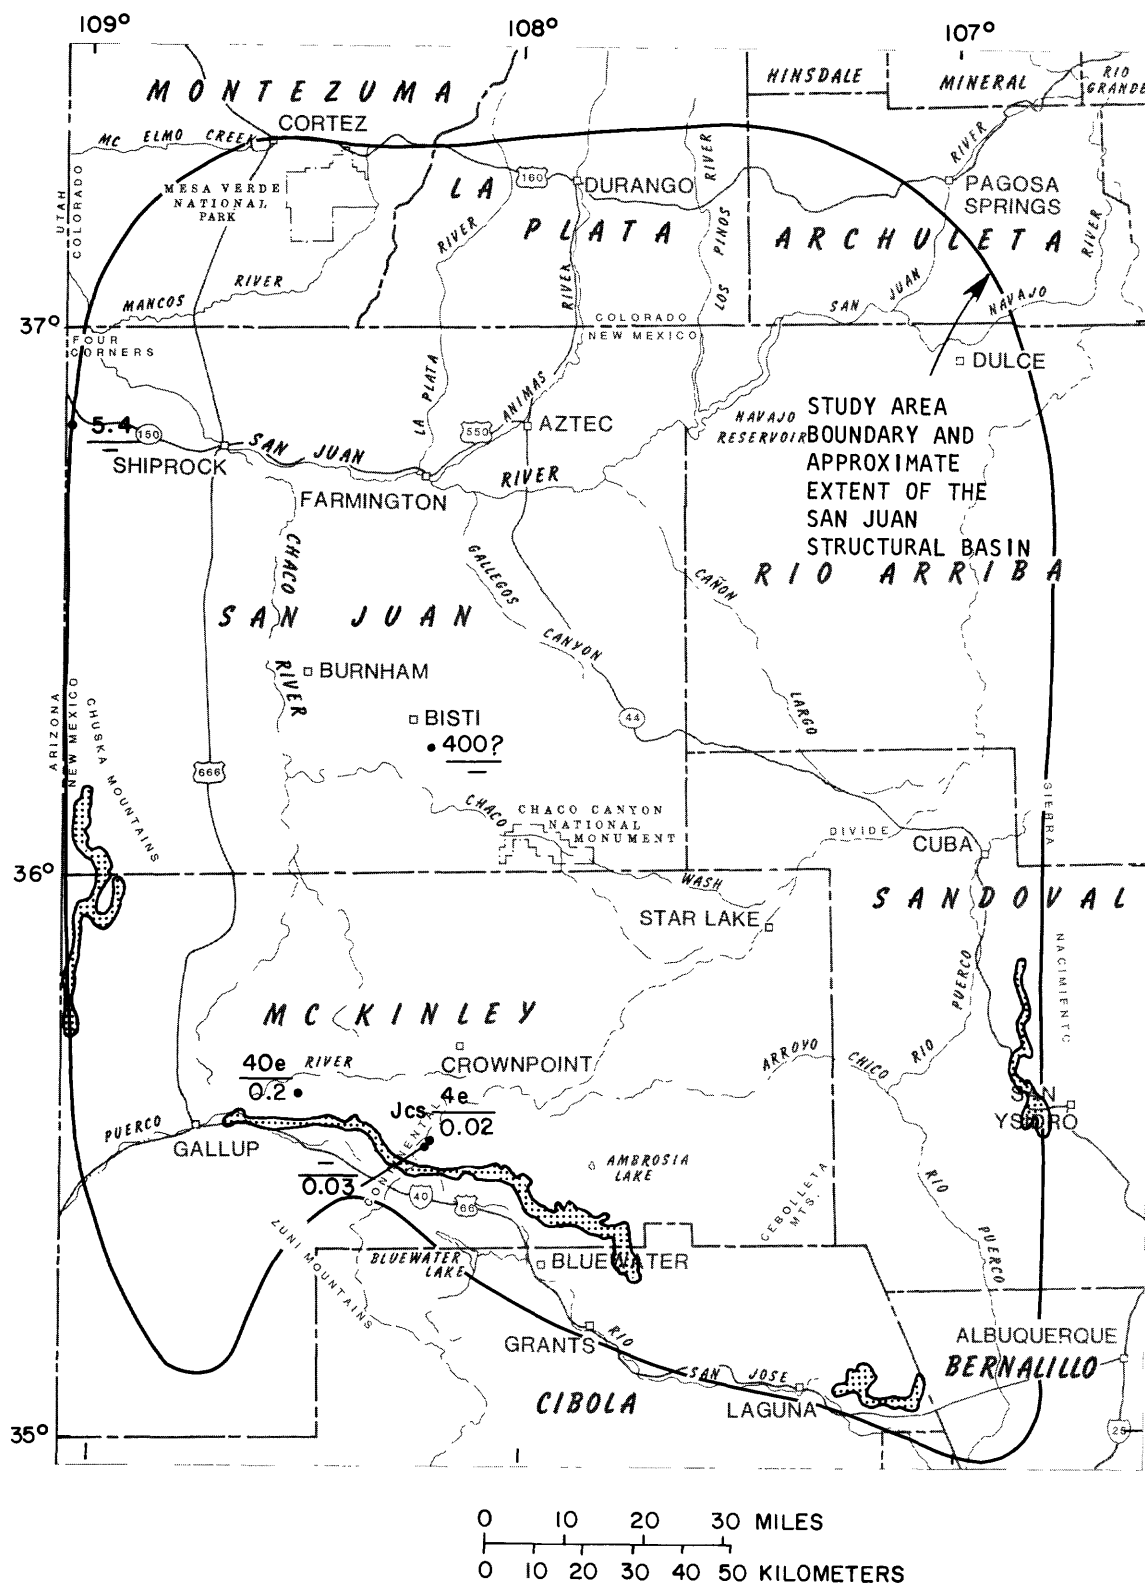 109°
108°
107°
MONTEZUMA
HINSDALE
MINERAL
RIO
GRANDE
CORTEZ
MC ELMO CREEK
RIVER
RIVER
MESA VERDE
NATIONAL
PARK
LA
160
DURANGO
PAGOSA
SPRINGS
UTAH
COLORADO
PLATA
ARCHULETA
RIVER
RIVER
PINOS
LOS
RIVER
MANCOS
RIVER
SAN JUAN
NAVAJO
37°
COLORADO
NEW MEXICO
FOUR
CORNERS
DULCE
LA PLATA
ANIMAS
NAVAJO
RESERVOIR
STUDY AREA
BOUNDARY AND
APPROXIMATE
EXTENT OF THE
SAN JUAN
STRUCTURAL BASIN
5.4
—
150
SAN JUAN
550
AZTEC
SHIPROCK
FARMINGTON
RIVER
CHACO
GALLEGOS
CAÑON
RIO ARRIBA
SAN JUAN
CANYON
BURNHAM
RIVER
LARGO
BISTI
400?
—
44
ARIZONA
NEW MEXICO
CHUSKA MOUNTAINS
666
CHACO
CHACO CANYON
NATIONAL
MONUMENT
DIVIDE
SIERRA
CUBA
36°
WASH
SANDOVAL
STAR LAKE
NACIMIENTO
PUERCO
MCKINLEY
CROWNPOINT
ARROYO
CHICO
RIO
40e
0.2
RIVER
Jcs
4e
0.02
SAN
YSIDRO
PUERCO
GALLUP
CONTINENTAL
—
0.03
AMBROSIA
LAKE
40
66
CEBOLLETA
MTS.
RIO
PUERCO
ZUNI MOUNTAINS
BLUEWATER
LAKE
BLUEWATER
GRANTS
RIO
SAN JOSE
ALBUQUERQUE
BERNALILLO
CIBOLA
LAGUNA
35°
25
0 10 20 30 MILES
0 10 20 30 40 50 KILOMETERS